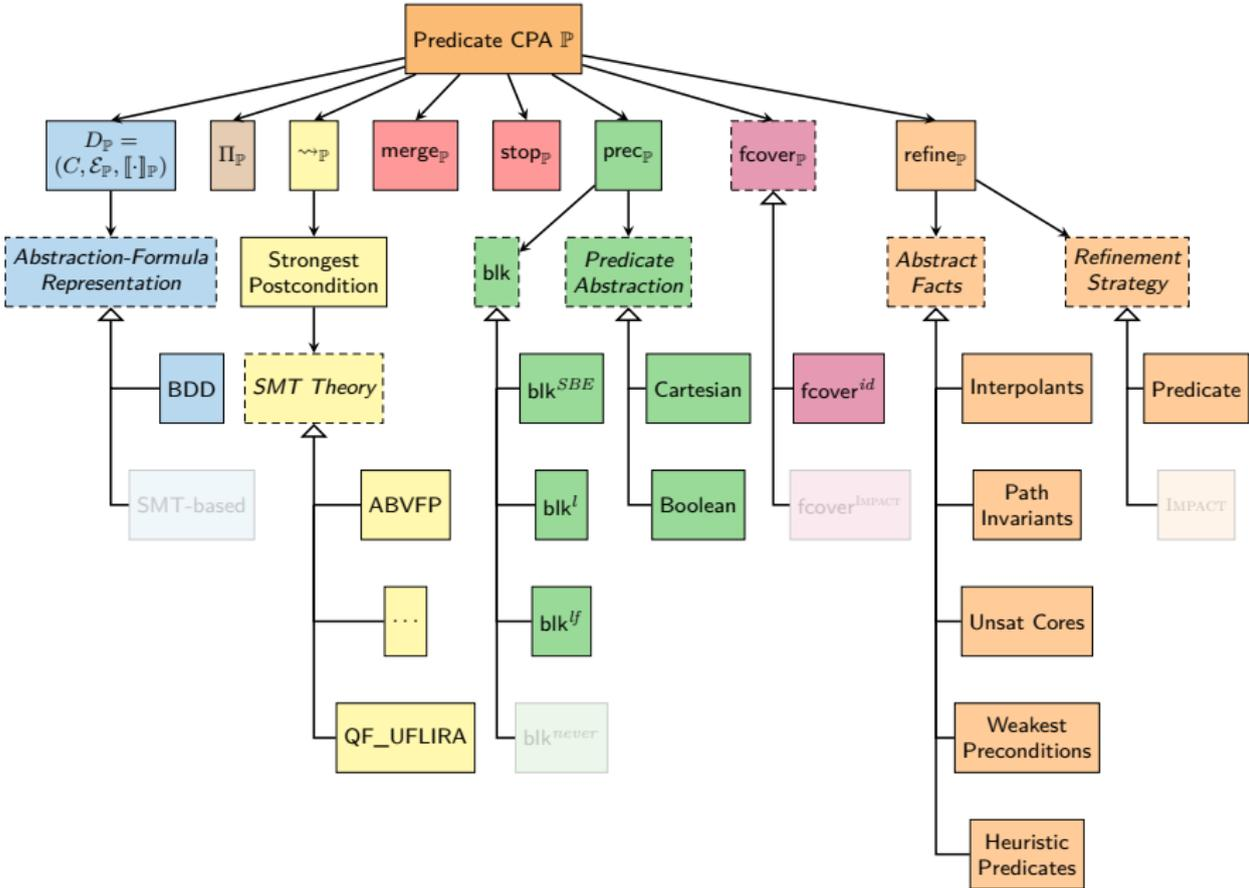 Predicate CPA ℙ
D_ℙ =
(C, ℰ_ℙ, ⟦·⟧_ℙ)
Π_ℙ
⇝_ℙ
merge_ℙ
stop_ℙ
prec_ℙ
fcover_ℙ
refine_ℙ
Abstraction-Formula
Representation
Strongest
Postcondition
blk
Predicate
Abstraction
Abstract
Facts
Refinement
Strategy
BDD
SMT Theory
blk^SBE
Cartesian
fcover^id
Interpolants
Predicate
SMT-based
ABVFP
blk^l
Boolean
fcover^IMPACT
Path
Invariants
IMPACT
...
blk^lf
Unsat Cores
QF_UFLIRA
blk^never
Weakest
Preconditions
Heuristic
Predicates